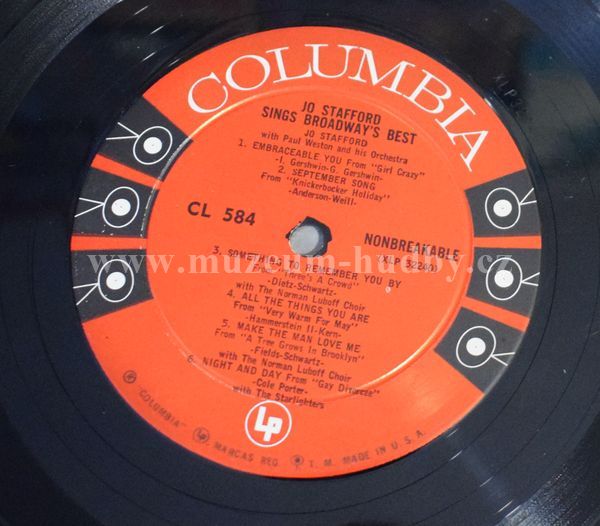 COLUMBIA
JO STAFFORD
SINGS BROADWAY'S BEST
JO STAFFORD
with Paul Weston and his Orchestra
1. EMBRACEABLE YOU From "Girl Crazy"
-I. Gershwin-G. Gershwin-
2. SEPTEMBER SONG
From "Knickerbocker Holiday"
-Anderson-Weill-
CL 584
NONBREAKABLE
(XLP 32240)
www.muzeum-hudby.cz
3. SOMETHING TO REMEMBER YOU BY
From "Three's A Crowd"
-Dietz-Schwartz-
with The Norman Luboff Choir
4. ALL THE THINGS YOU ARE
From "Very Warm For May"
-Hammerstein II-Kern-
5. MAKE THE MAN LOVE ME
From "A Tree Grows In Brooklyn"
-Fields-Schwartz-
with The Norman Luboff Choir
6. NIGHT AND DAY From "Gay Divorce"
-Cole Porter-
with The Starlighters
Lp
® "COLUMBIA" Lp MARCAS REG. ® T. M. MADE IN U.S.A.